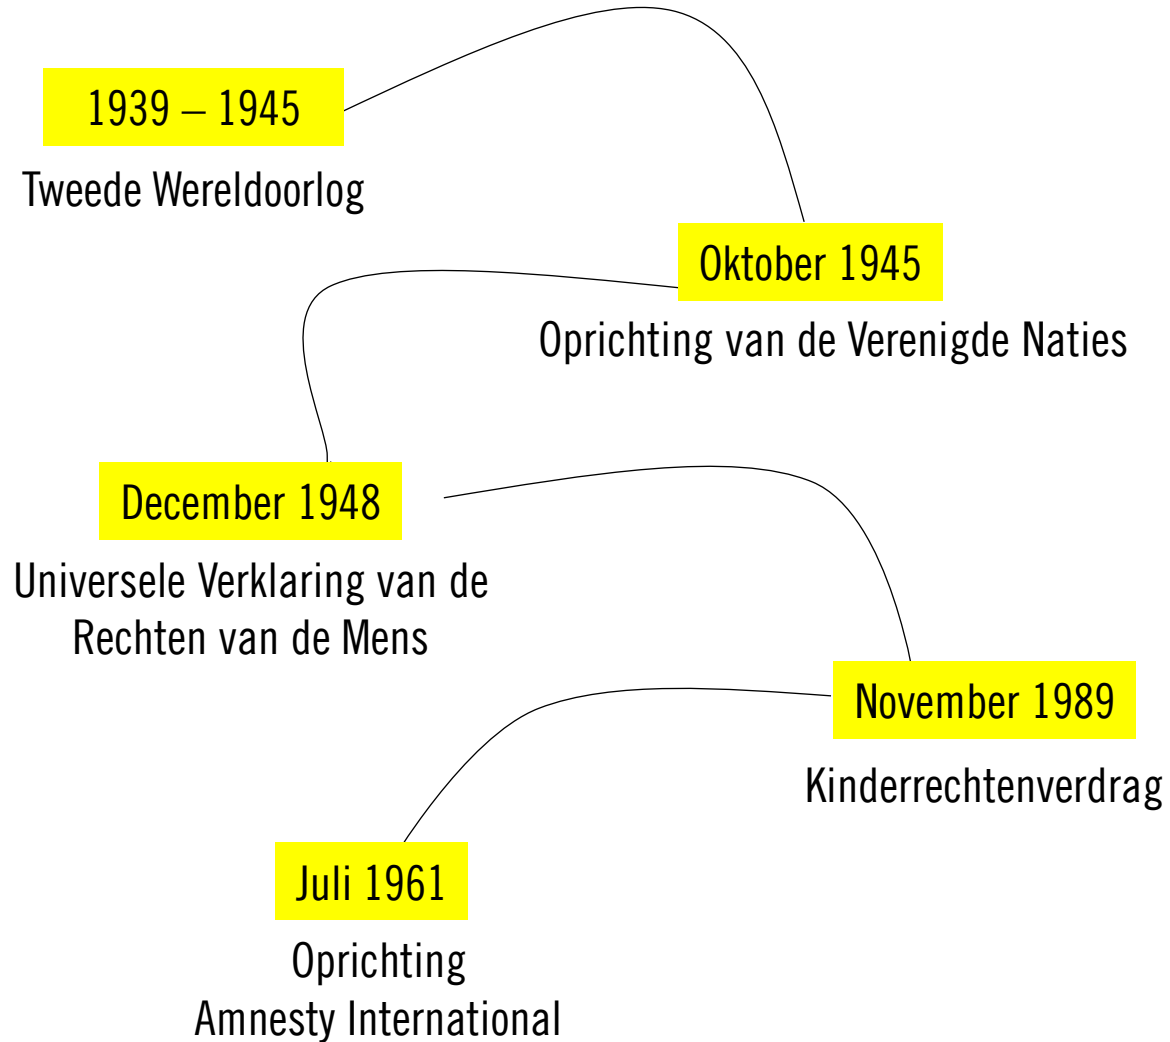 1939 – 1945
Tweede Wereldoorlog
Oktober 1945
Oprichting van de Verenigde Naties
December 1948
Universele Verklaring van de
Rechten van de Mens
November 1989
Kinderrechtenverdrag
Juli 1961
Oprichting
Amnesty International